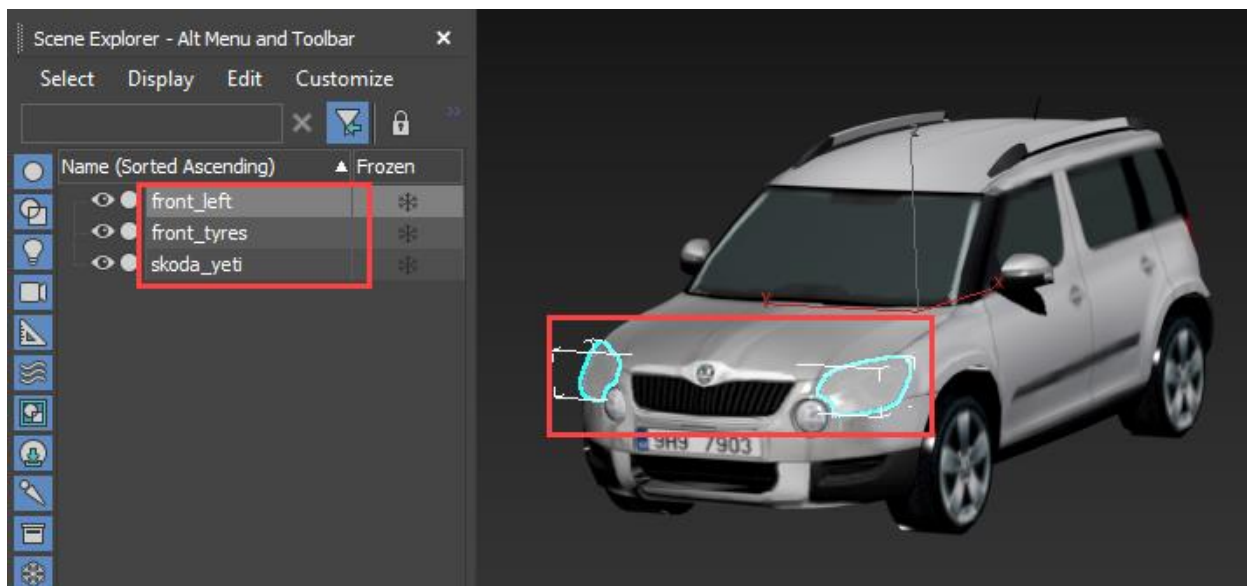 Scene Explorer - Alt Menu and Toolbar
Select Display Edit Customize
Name (Sorted Ascending) Frozen
front_left
front_tyres
skoda_yeti
Y
X
9H9 7903